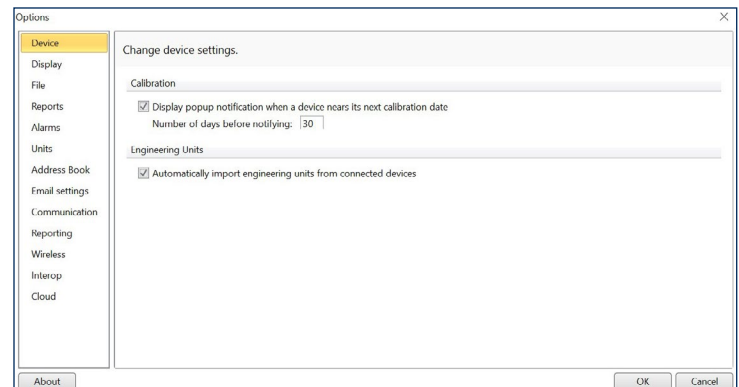 Options
Device
Display
File
Reports
Alarms
Units
Address Book
Email settings
Communication
Reporting
Wireless
Interop
Cloud
Change device settings.
Calibration
Display popup notification when a device nears its next calibration date
Number of days before notifying: 30
Engineering Units
Automatically import engineering units from connected devices
About
OK
Cancel